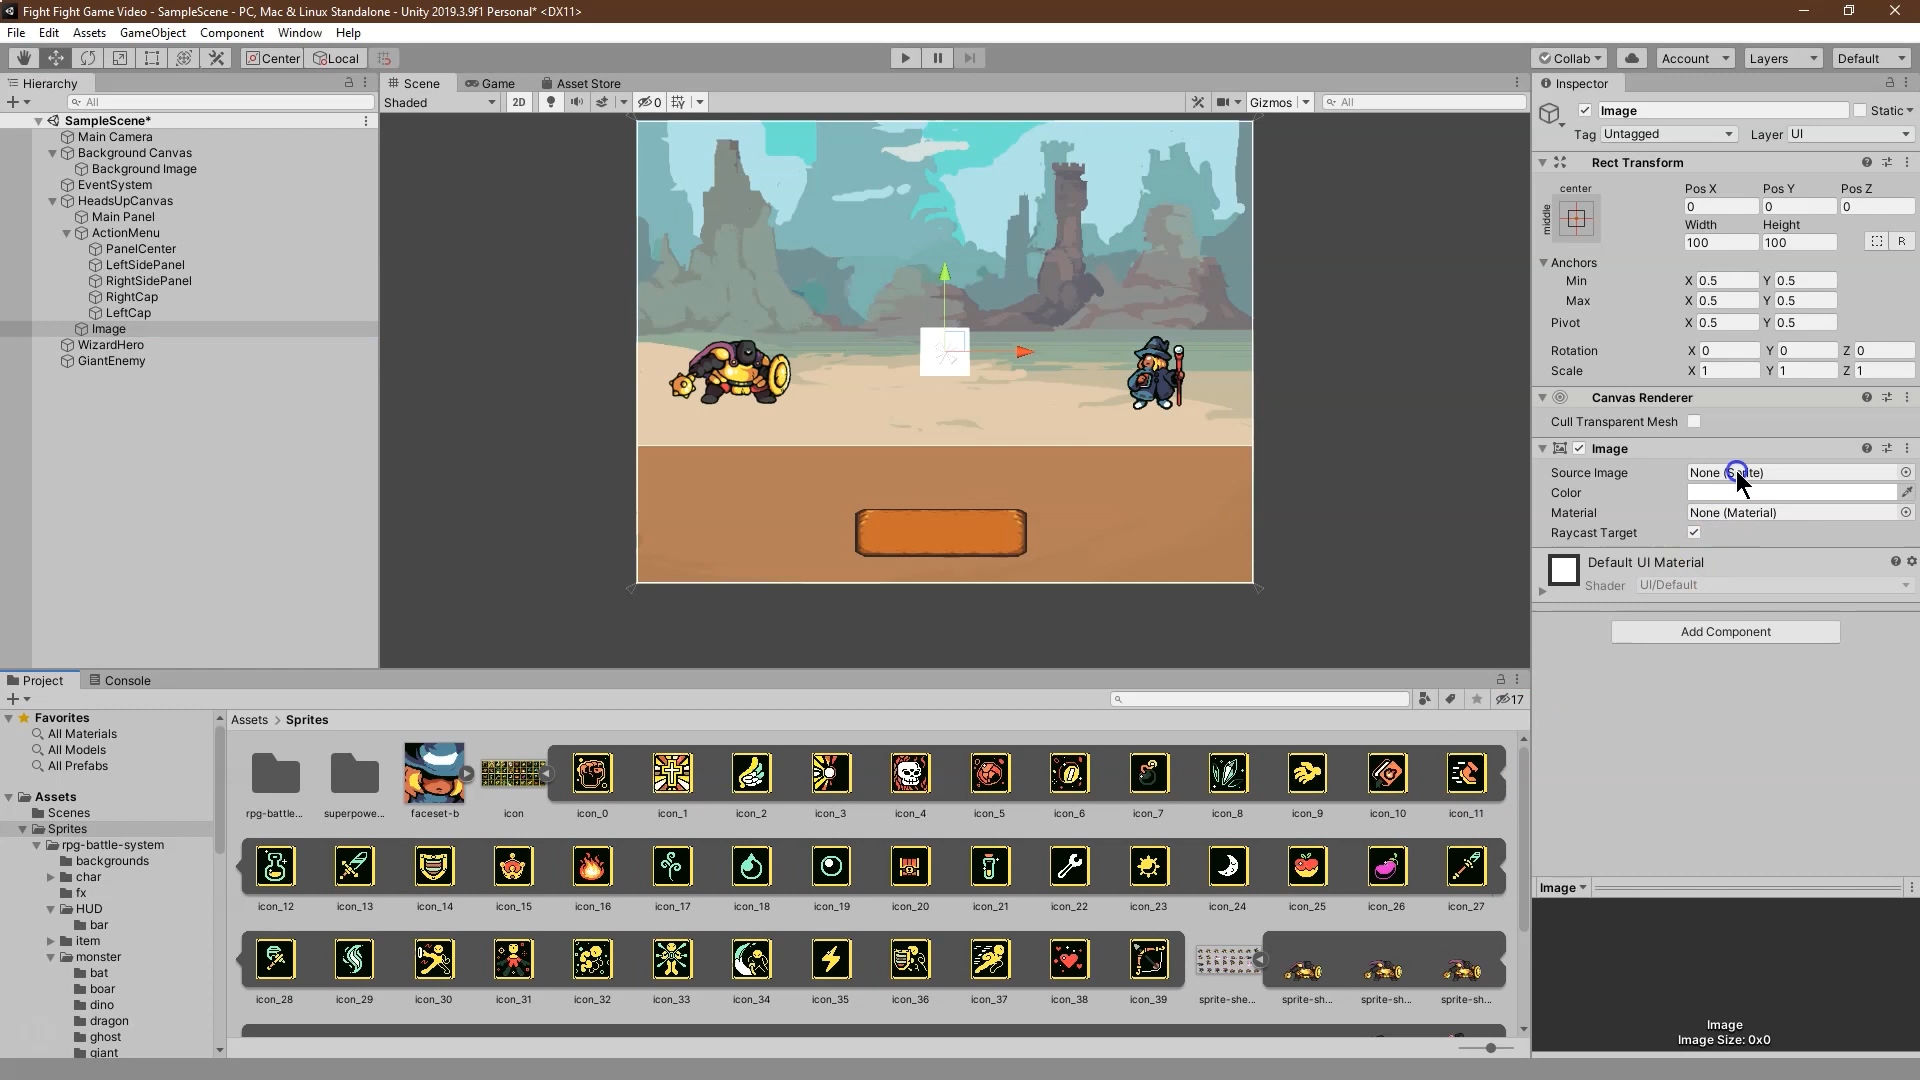 Fight Fight Game Video - SampleScene - PC, Mac & Linux Standalone - Unity 2019.3.9f1 Personal* <DX11>
File Edit Assets GameObject Component Window Help
Center Local Collab Account Layers Default
Hierarchy
All
SampleScene*
Main Camera
Background Canvas
Background Image
EventSystem
HeadsUpCanvas
Main Panel
ActionMenu
PanelCenter
LeftSidePanel
RightSidePanel
RightCap
LeftCap
Image
WizardHero
GiantEnemy
Scene Game Asset Store
Shaded 2D 0 Gizmos All
Inspector
Image Static
Tag Untagged Layer UI
Rect Transform
center
middle
Pos X Pos Y Pos Z
0 0 0
Width Height
100 100 R
Anchors
Min X 0.5 Y 0.5
Max X 0.5 Y 0.5
Pivot X 0.5 Y 0.5
Rotation X 0 Y 0 Z 0
Scale X 1 Y 1 Z 1
Canvas Renderer
Cull Transparent Mesh
Image
Source Image None (Sprite)
Color
Material None (Material)
Raycast Target
Default UI Material
Shader UI/Default
Add Component
Image
Image
Image Size: 0x0
Project Console
17
Favorites
All Materials
All Models
All Prefabs
Assets
Scenes
Sprites
rpg-battle-system
backgrounds
char
fx
HUD
bar
item
monster
bat
boar
dino
dragon
ghost
giant
Assets > Sprites
rpg-battle... superpowe... faceset-b icon icon_0 icon_1 icon_2 icon_3 icon_4 icon_5 icon_6 icon_7 icon_8 icon_9 icon_10 icon_11
icon_12 icon_13 icon_14 icon_15 icon_16 icon_17 icon_18 icon_19 icon_20 icon_21 icon_22 icon_23 icon_24 icon_25 icon_26 icon_27
icon_28 icon_29 icon_30 icon_31 icon_32 icon_33 icon_34 icon_35 icon_36 icon_37 icon_38 icon_39 sprite-she... sprite-sh... sprite-sh... sprite-sh...